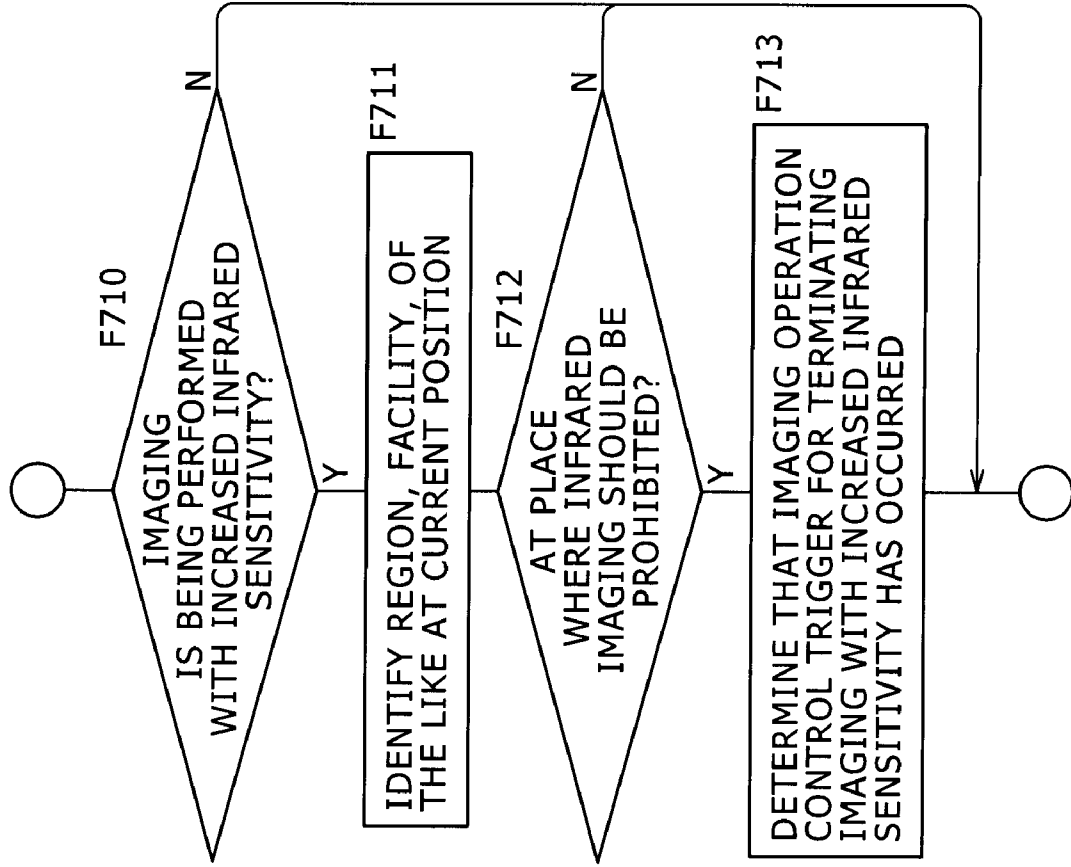 F710
IMAGING
IS BEING PERFORMED
WITH INCREASED INFRARED
SENSITIVITY?
N
Y
F711
IDENTIFY REGION, FACILITY, OF
THE LIKE AT CURRENT POSITION
F712
AT PLACE
WHERE INFRARED
IMAGING SHOULD BE
PROHIBITED?
N
Y
F713
DETERMINE THAT IMAGING OPERATION
CONTROL TRIGGER FOR TERMINATING
IMAGING WITH INCREASED INFRARED
SENSITIVITY HAS OCCURRED